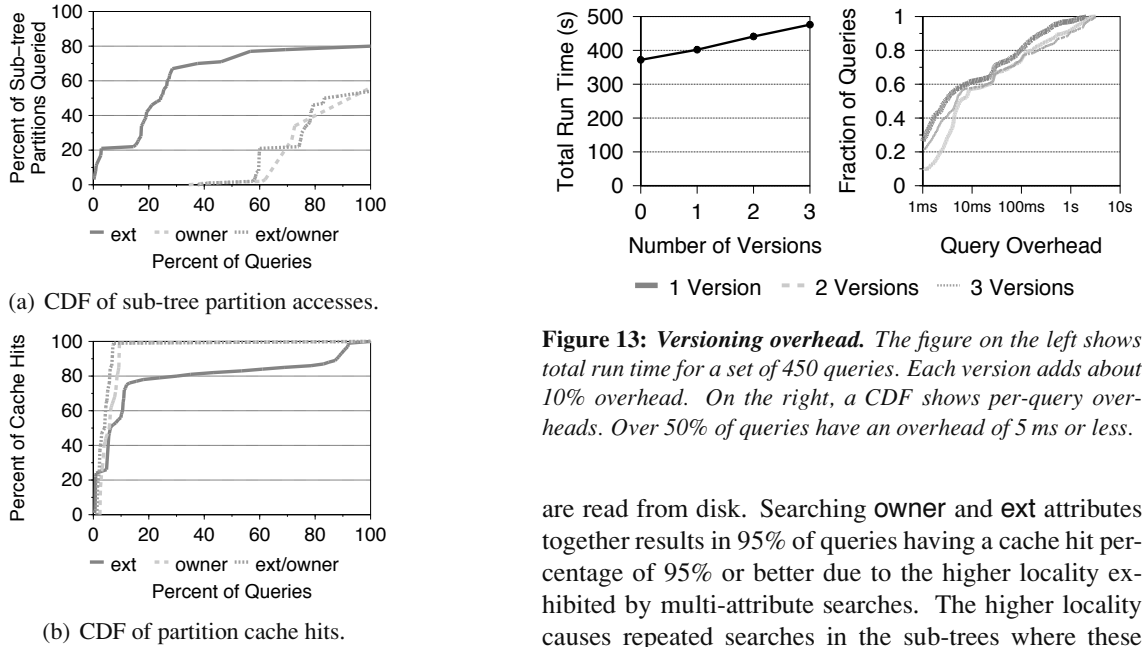 Percent of Sub−tree
Partitions Queried
100
80
60
40
20
0
0 20 40 60 80 100
ext owner ext/owner
Percent of Queries
(a) CDF of sub-tree partition accesses.
Percent of Cache Hits
100
80
60
40
20
0
0 20 40 60 80 100
ext owner ext/owner
Percent of Queries
(b) CDF of partition cache hits.
Total Run Time (s)
500
400
300
200
100
0
0 1 2 3
Number of Versions
Fraction of Queries
1
0.8
0.6
0.4
0.2
0
1ms 10ms 100ms 1s 10s
Query Overhead
1 Version 2 Versions 3 Versions
Figure 13: Versioning overhead. The figure on the left shows
total run time for a set of 450 queries. Each version adds about
10% overhead. On the right, a CDF shows per-query over-
heads. Over 50% of queries have an overhead of 5 ms or less.
are read from disk. Searching owner and ext attributes
together results in 95% of queries having a cache hit per-
centage of 95% or better due to the higher locality ex-
hibited by multi-attribute searches. The higher locality
causes repeated searches in the sub-trees where these